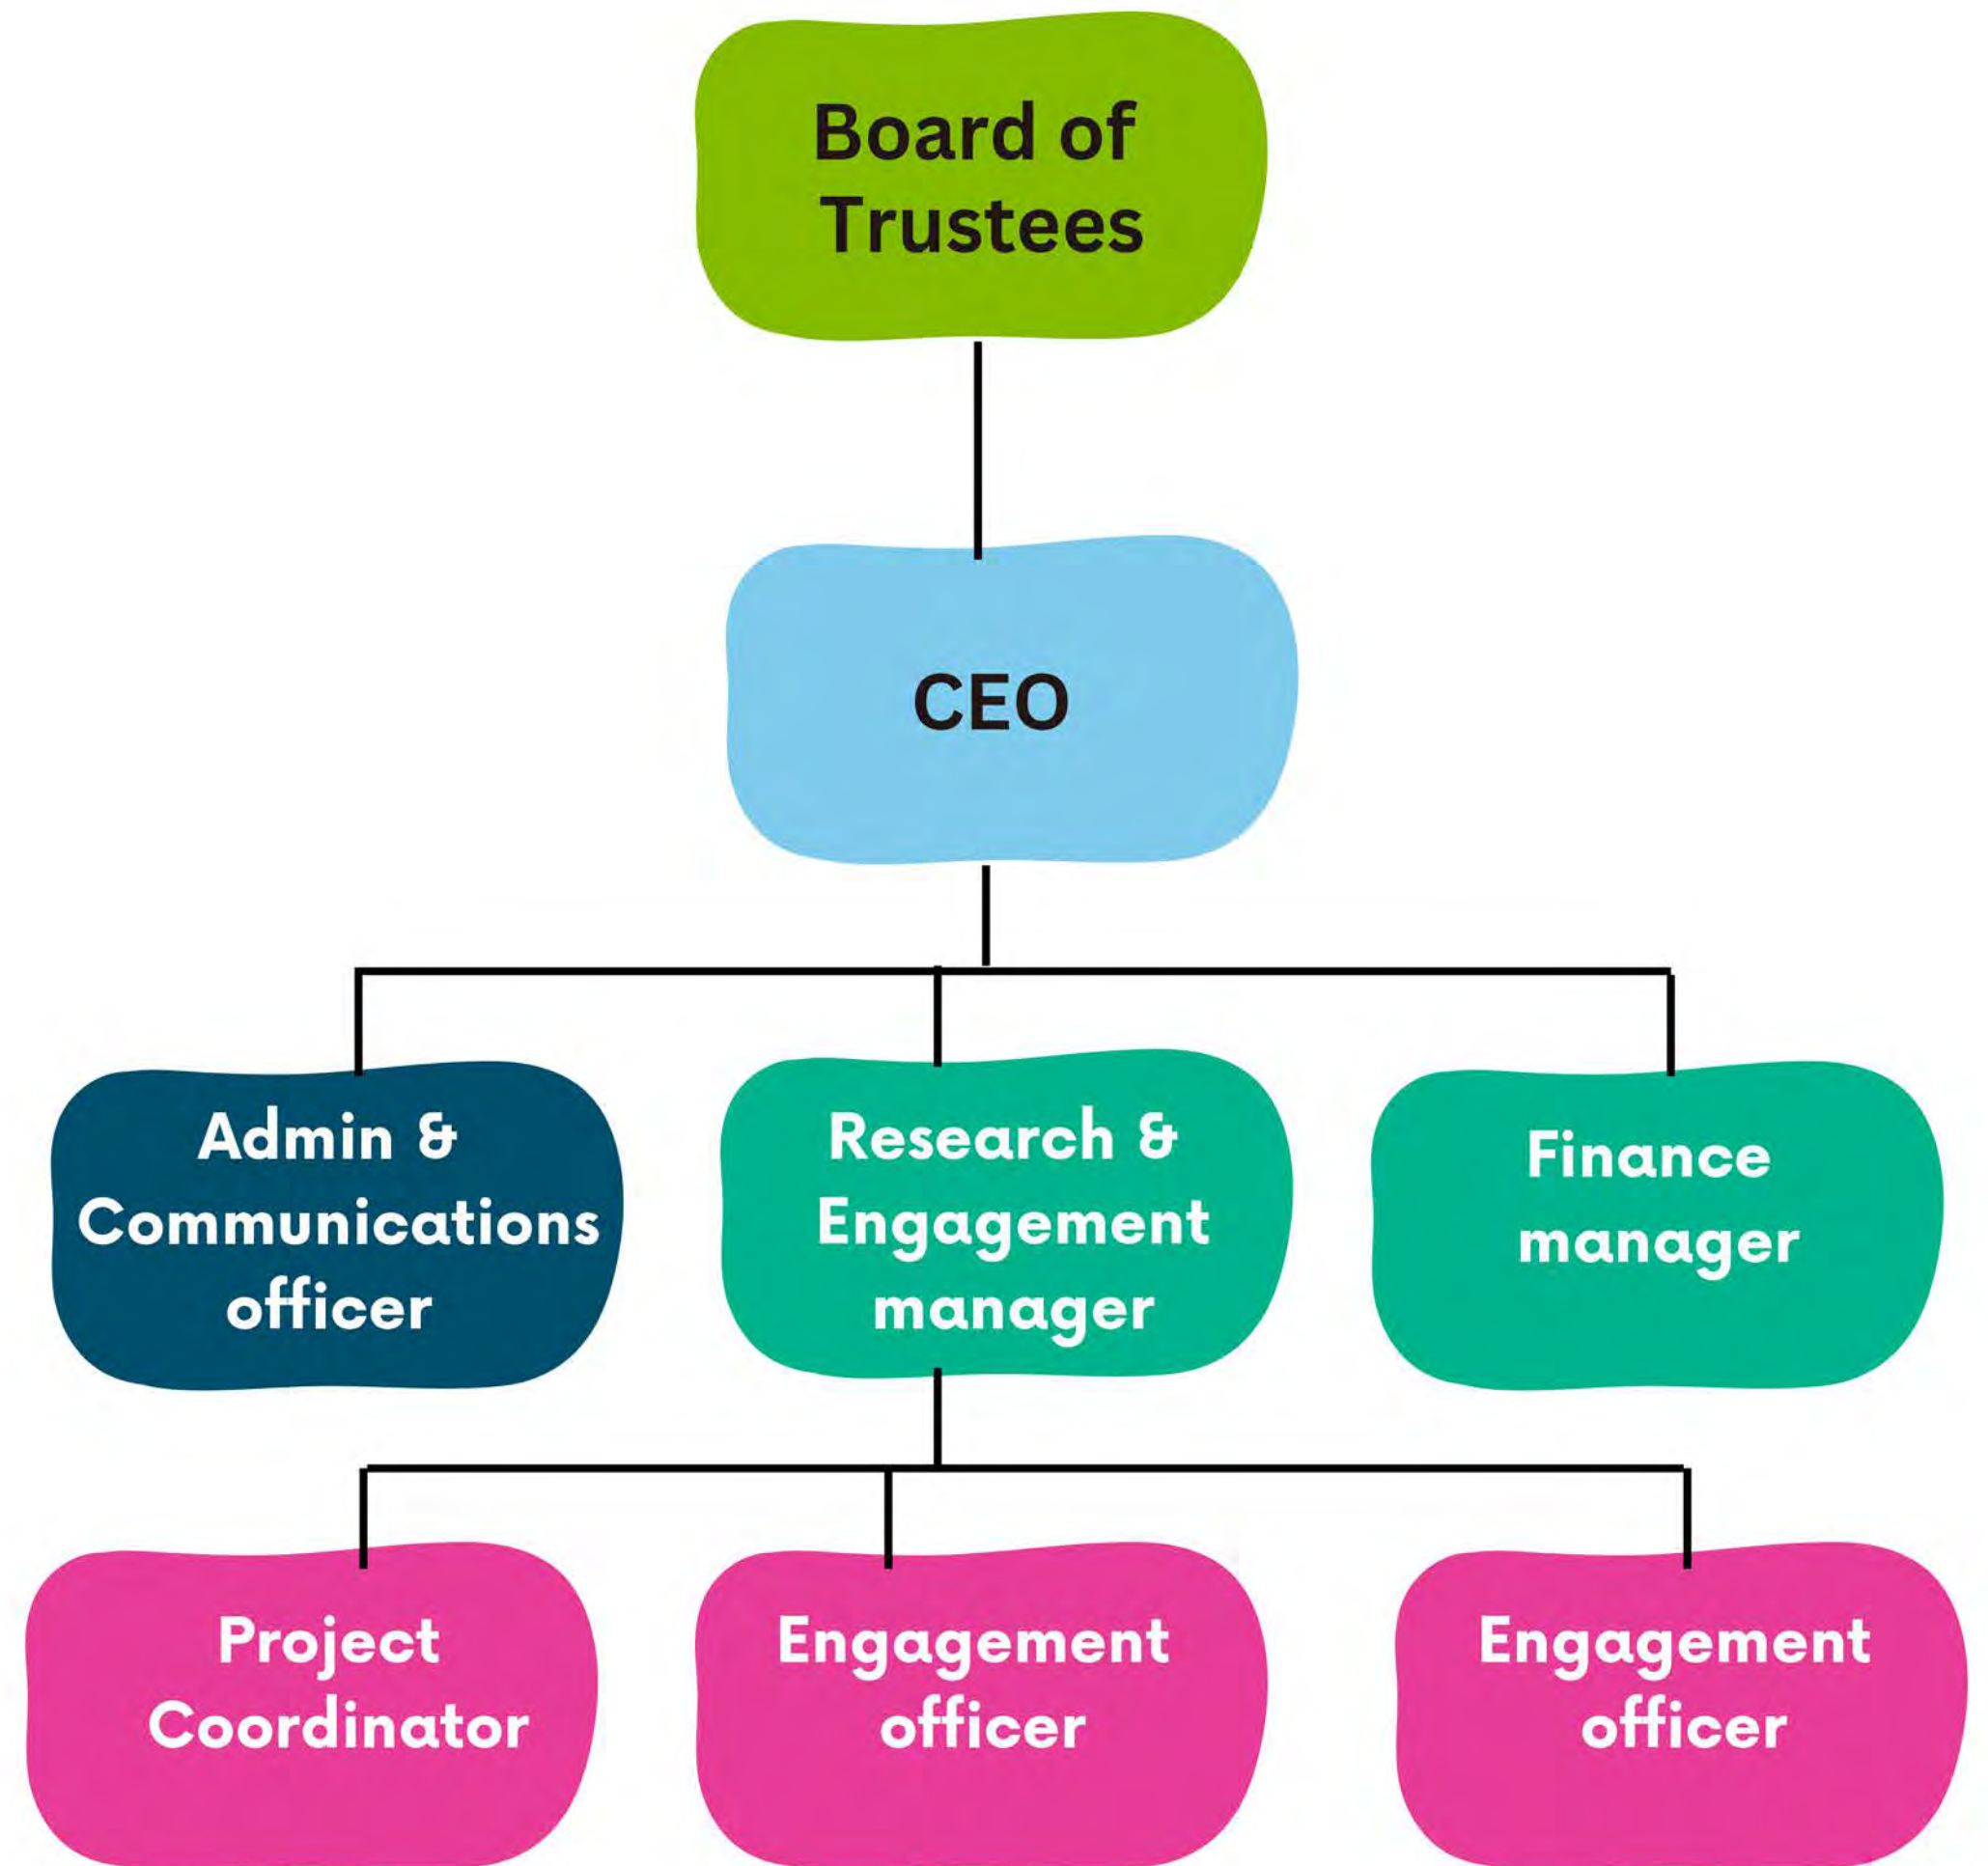 Board of
Trustees
CEO
Admin &
Communications
officer
Research &
Engagement
manager
Finance
manager
Project
Coordinator
Engagement
officer
Engagement
officer